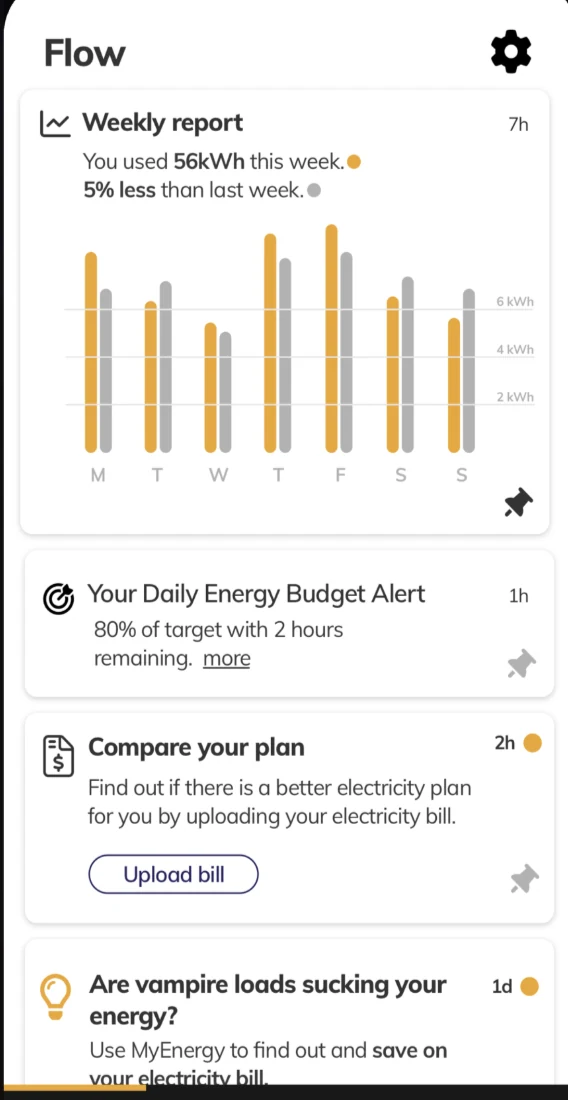 Flow
Weekly report
7h
You used 56kWh this week.
5% less than last week.
6 kWh
4 kWh
2 kWh
M T W T F S S
Your Daily Energy Budget Alert
1h
80% of target with 2 hours
remaining. more
Compare your plan
2h
Find out if there is a better electricity plan
for you by uploading your electricity bill.
Upload bill
Are vampire loads sucking your
energy?
1d
Use MyEnergy to find out and save on
your electricity bill.